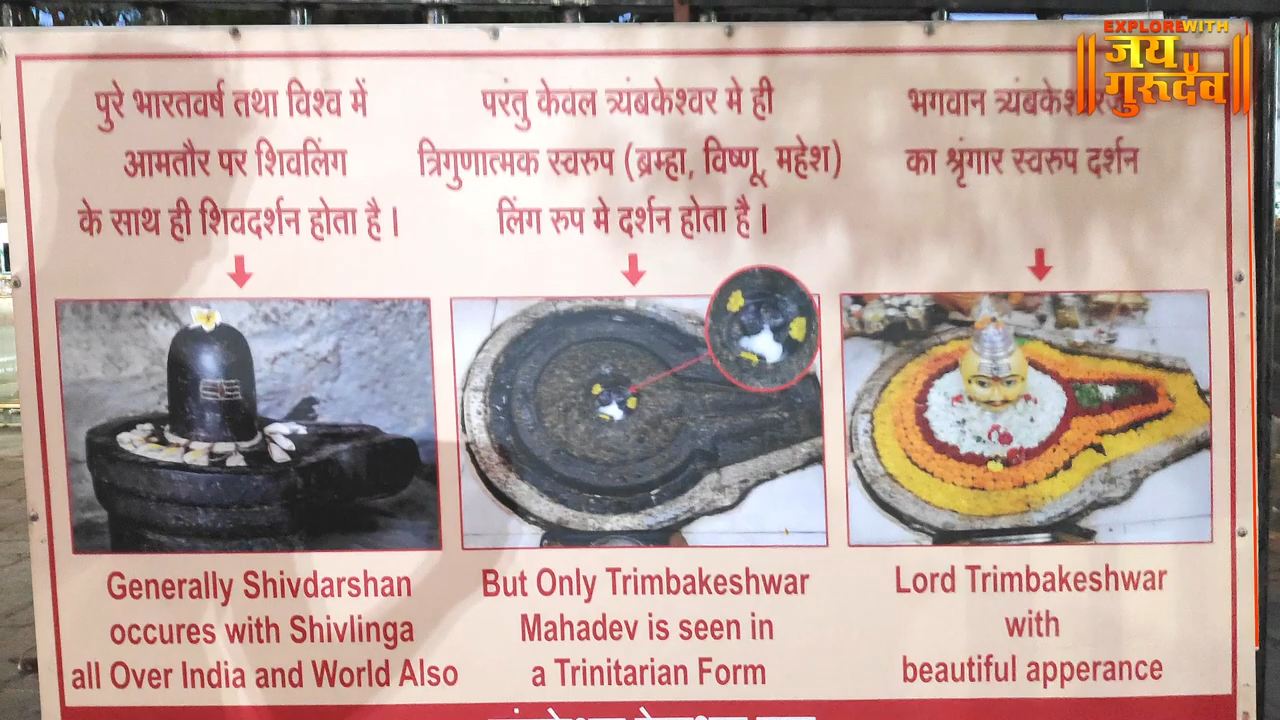 EXPLORE WITH
जय
गुरुदेव
पुरे भारतवर्ष तथा विश्व में
आमतौर पर शिवलिंग
के साथ ही शिवदर्शन होता है।
परंतु केवल त्र्यंबकेश्वर मे ही
त्रिगुणात्मक स्वरुप (ब्रम्हा, विष्णू, महेश)
लिंग रुप मे दर्शन होता है।
भगवान
का श्रृंगार स्वरुप दर्शन
Generally Shivdarshan
occures with Shivlinga
all Over India and World Also
But Only Trimbakeshwar
Mahadev is seen in
a Trinitarian Form
Lord Trimbakeshwar
with
beautiful apperance